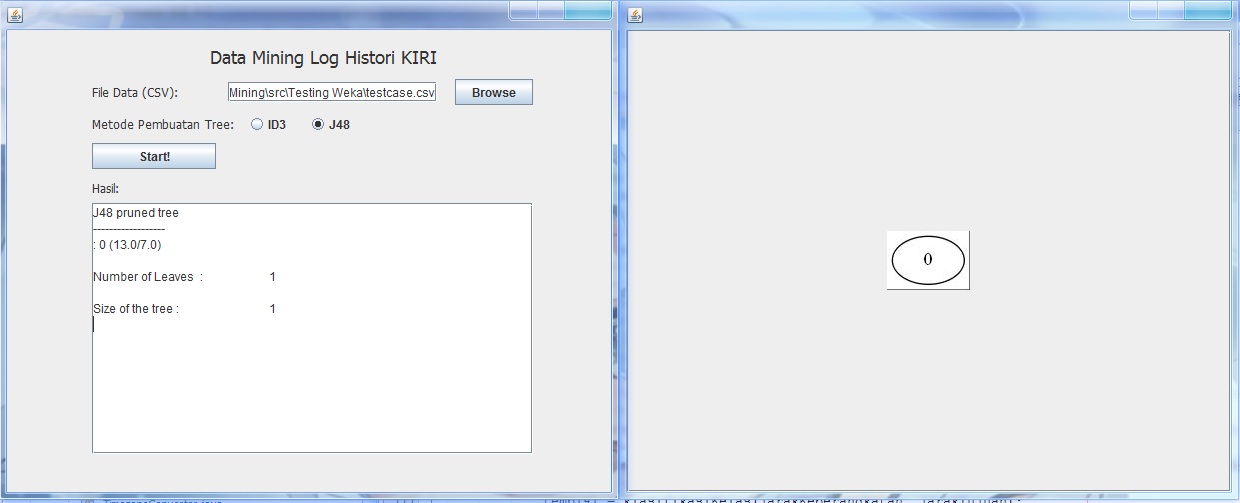 Data Mining Log Histori KIRI
File Data (CSV): Mining\src\Testing Weka\testcase.csv Browse
Metode Pembuatan Tree: ID3 J48
Start!
Hasil:
J48 pruned tree
------------------
: 0 (13.0/7.0)
Number of Leaves : 1
Size of the tree : 1
0